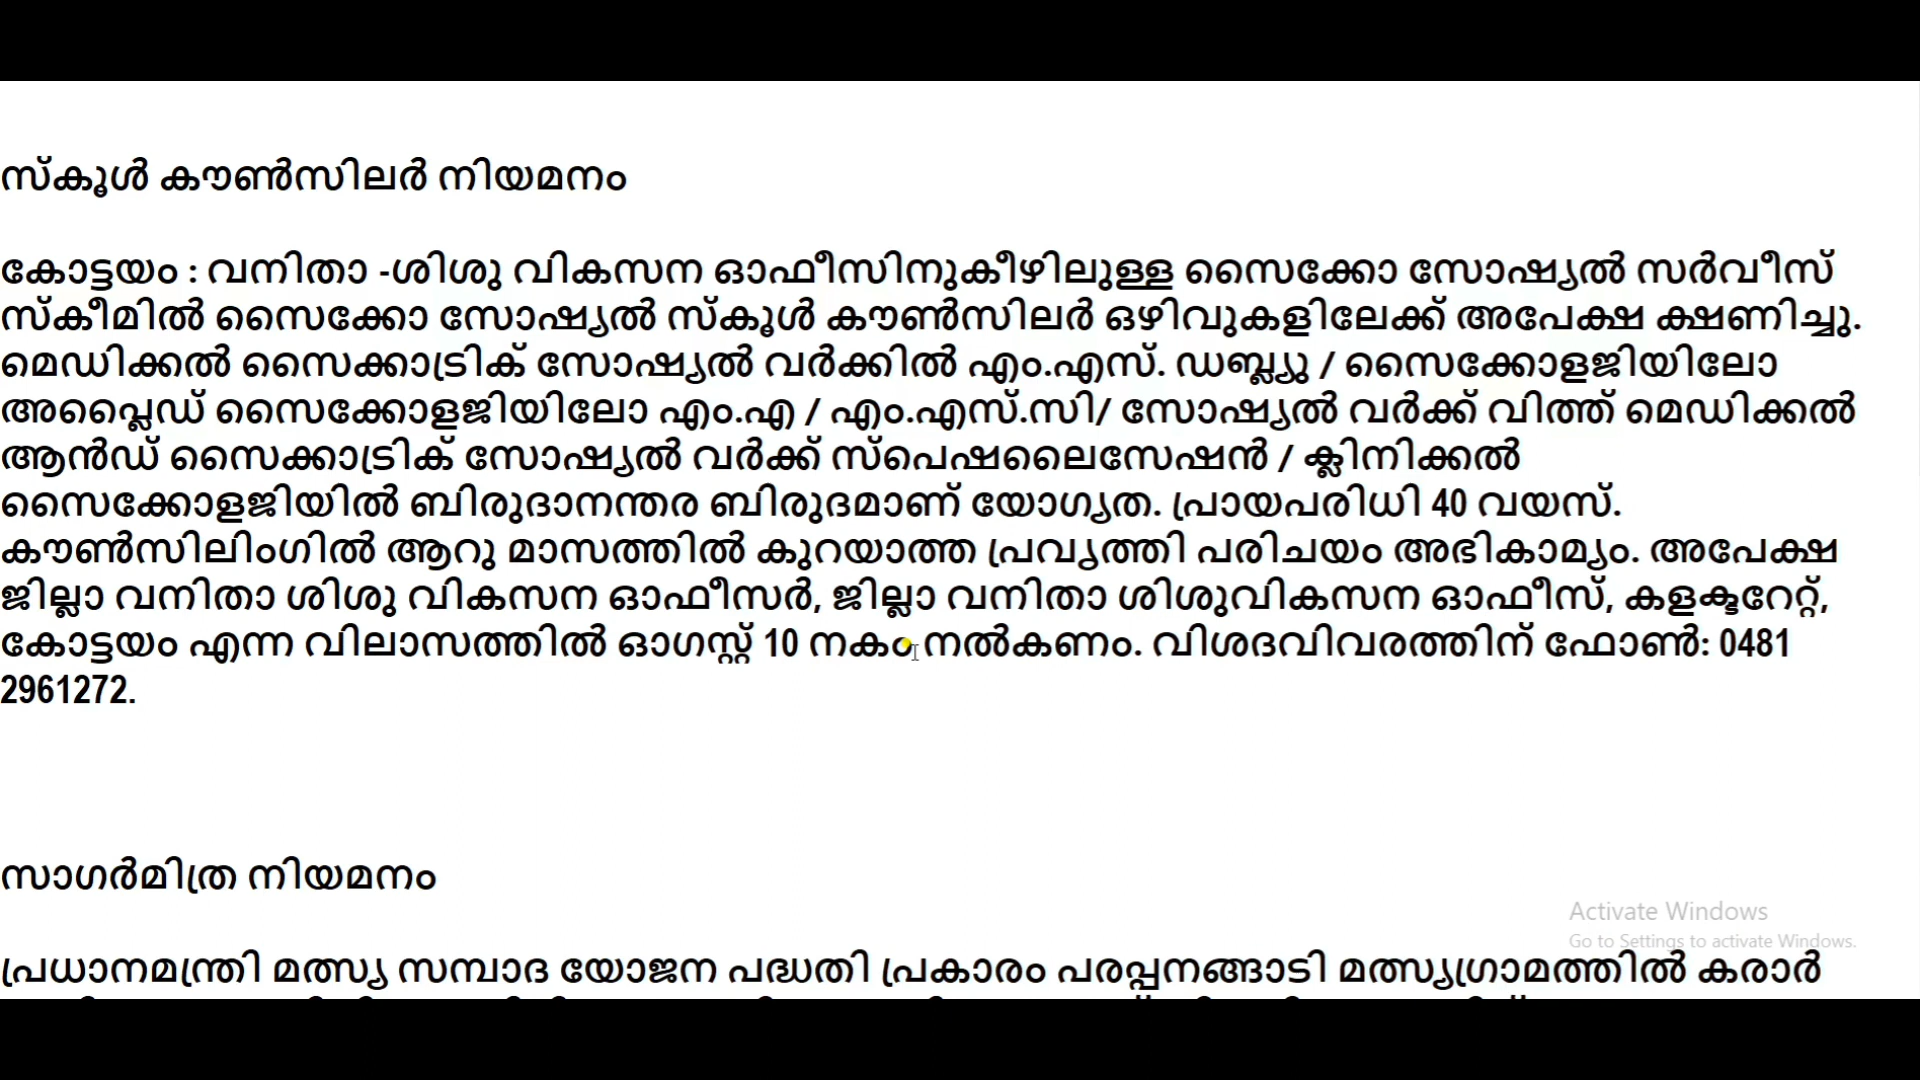 സ്കൂൾ കൗൺസിലർ നിയമനം
കോട്ടയം : വനിതാ -ശിശു വികസന ഓഫീസിനുകീഴിലുള്ള സൈക്കോ സോഷ്യൽ സർവീസ്
സ്കീമിൽ സൈക്കോ സോഷ്യൽ സ്കൂൾ കൗൺസിലർ ഒഴിവുകളിലേക്ക് അപേക്ഷ ക്ഷണിച്ചു.
മെഡിക്കൽ സൈക്കാട്രിക് സോഷ്യൽ വർക്കിൽ എം.എസ്. ഡബ്ല്യു / സൈക്കോളജിയിലോ
അപ്ലൈഡ് സൈക്കോളജിയിലോ എം.എ / എം.എസ്.സി/ സോഷ്യൽ വർക്ക് വിത്ത് മെഡിക്കൽ
ആൻഡ് സൈക്കാട്രിക് സോഷ്യൽ വർക്ക് സ്പെഷലൈസേഷൻ / ക്ലിനിക്കൽ
സൈക്കോളജിയിൽ ബിരുദാനന്തര ബിരുദമാണ് യോഗ്യത. പ്രായപരിധി 40 വയസ്.
കൗൺസിലിംഗിൽ ആറു മാസത്തിൽ കുറയാത്ത പ്രവൃത്തി പരിചയം അഭികാമ്യം. അപേക്ഷ
ജില്ലാ വനിതാ ശിശു വികസന ഓഫീസർ, ജില്ലാ വനിതാ ശിശുവികസന ഓഫീസ്, കളക്ടറേറ്റ്,
കോട്ടയം എന്ന വിലാസത്തിൽ ഓഗസ്റ്റ് 10 നകം നൽകണം. വിശദവിവരത്തിന് ഫോൺ: 0481
2961272.
സാഗർമിത്ര നിയമനം
Activate Windows
Go to Settings to activate Windows.
പ്രധാനമന്ത്രി മത്സ്യ സമ്പാദ യോജന പദ്ധതി പ്രകാരം പരപ്പനങ്ങാടി മത്സ്യഗ്രാമത്തിൽ കരാർ